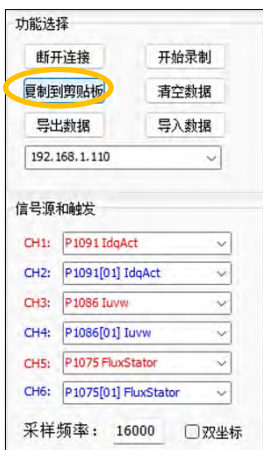 功能选择
断开连接 开始录制
复制到剪贴板 清空数据
导出数据 导入数据
192.168.1.110
信号源和触发
CH1: P1091 IdqAct
CH2: P1091[01] IdqAct
CH3: P1086 Iuvw
CH4: P1086[01] Iuvw
CH5: P1075 FluxStator
CH6: P1075[01] FluxStator
采样频率： 16000 双坐标